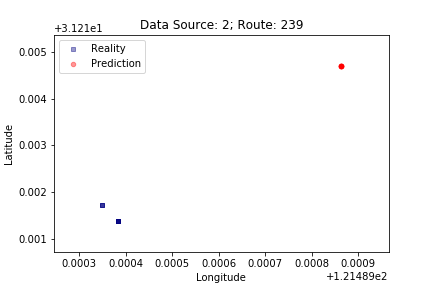 Data Source: 2; Route: 239
+3.121e1
Reality
Prediction
0.005
0.004
0.003
0.002
0.001
Latitude
0.0003 0.0004 0.0005 0.0006 0.0007 0.0008 0.0009
Longitude
+1.21489e2